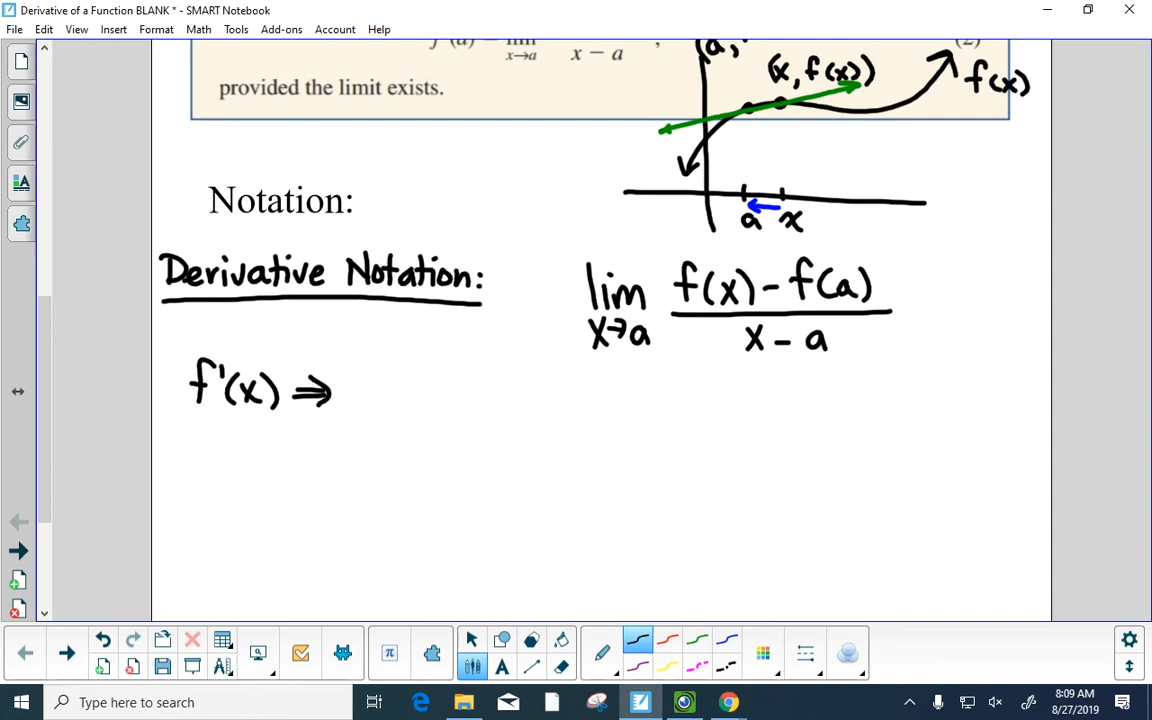 Derivative of a Function BLANK * - SMART Notebook
File Edit View Insert Format Math Tools Add-ons Account Help
x→a x − a ,
provided the limit exists.
(a,
(x, f(x))
f(x)
a x
Notation:
Derivative Notation:
lim f(x) - f(a)
x→a x - a
f'(x) ⇒
π A
Type here to search
8:09 AM
8/27/2019